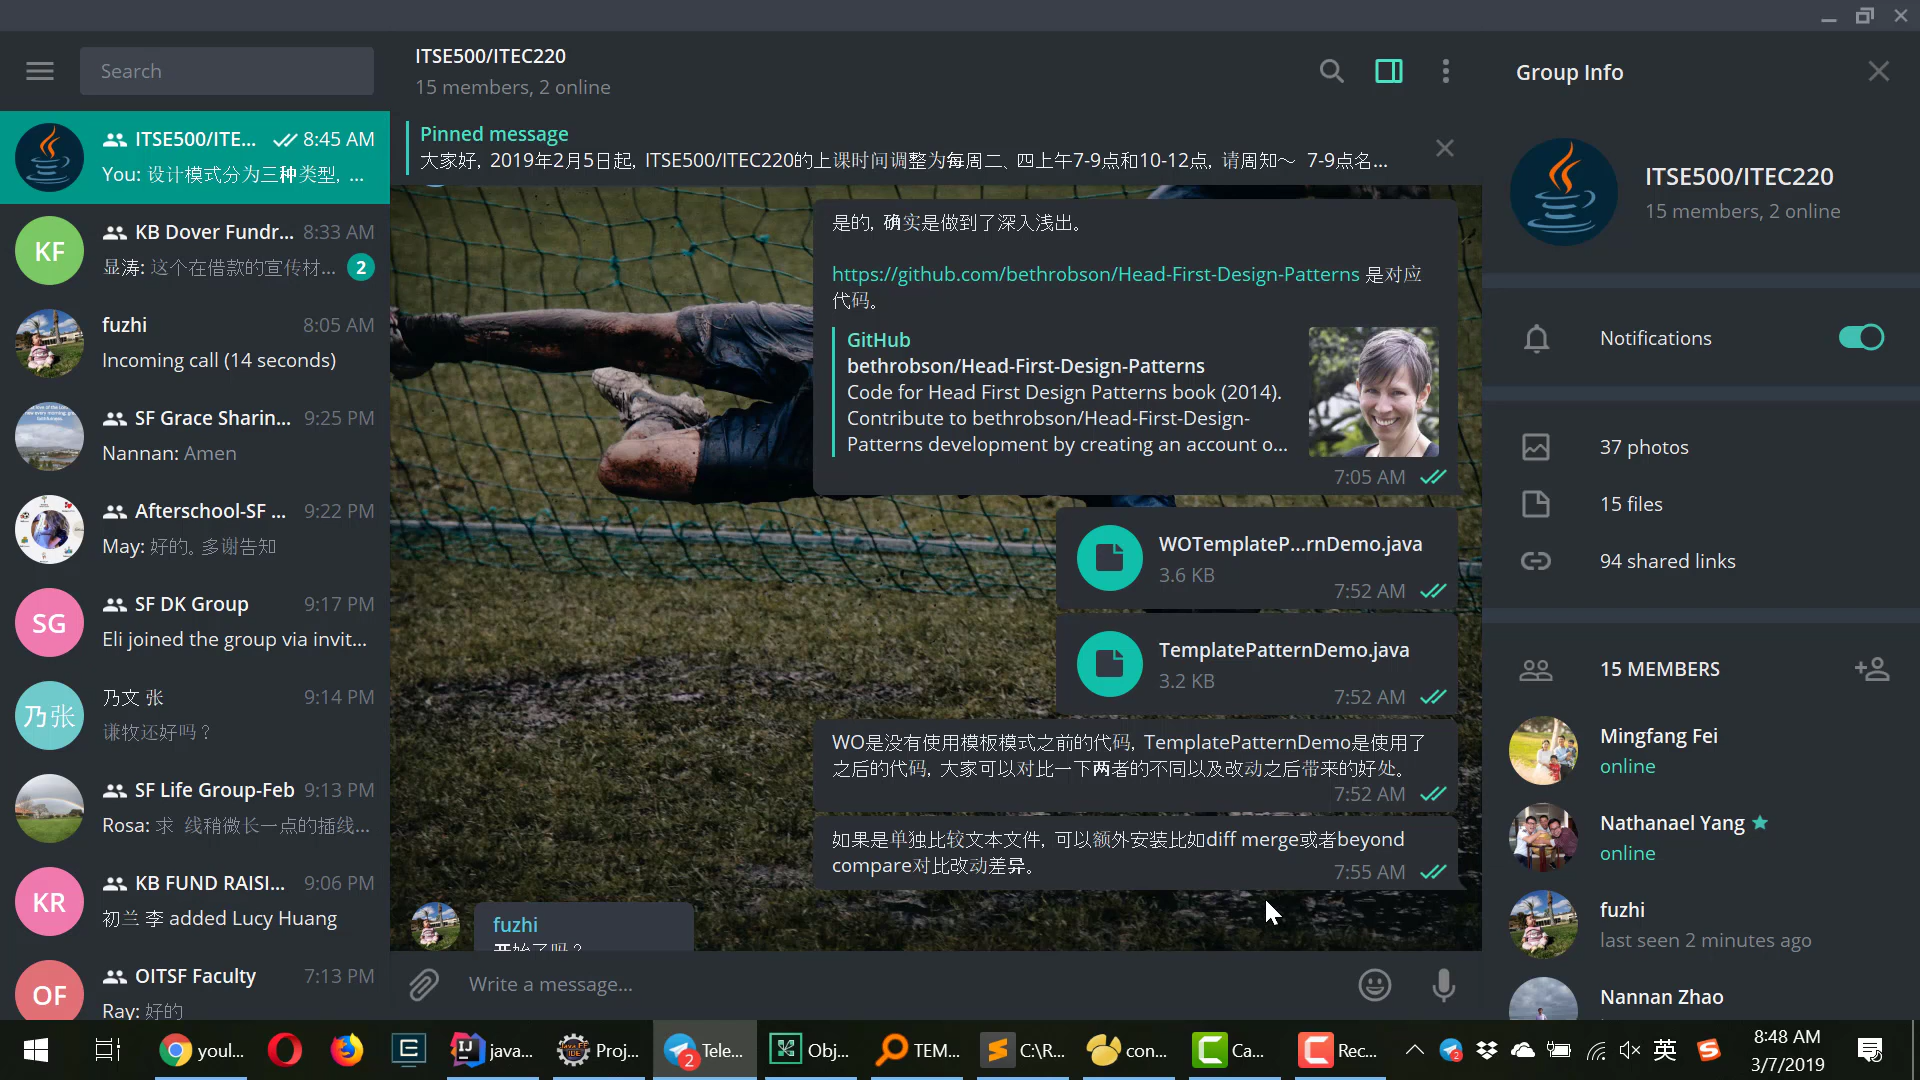 Search
ITSE500/ITE... 8:45 AM
You: 设计模式分为三种类型, ...
KF
KB Dover Fundr... 8:33 AM
显涛: 这个在借款的宣传材... 2
fuzhi 8:05 AM
Incoming call (14 seconds)
SF Grace Sharin... 9:25 PM
Nannan: Amen
Afterschool-SF ... 9:22 PM
May: 好的。多谢告知
SG
SF DK Group 9:17 PM
Eli joined the group via invit...
乃张
乃文 张 9:14 PM
谦牧还好吗？
SF Life Group-Feb 9:13 PM
Rosa: 求 线稍微长一点的插线...
KR
KB FUND RAISI... 9:06 PM
初兰 李 added Lucy Huang
OF
OITSF Faculty 7:13 PM
Ray: 好的
ITSE500/ITEC220
15 members, 2 online
Pinned message
大家好, 2019年2月5日起, ITSE500/ITEC220的上课时间调整为每周二、四上午7-9点和10-12点, 请周知～ 7-9点名...
是的, 确实是做到了深入浅出。
https://github.com/bethrobson/Head-First-Design-Patterns 是对应
代码。
GitHub
bethrobson/Head-First-Design-Patterns
Code for Head First Design Patterns book (2014).
Contribute to bethrobson/Head-First-Design-
Patterns development by creating an account o...
7:05 AM
WOTemplateP...rnDemo.java
3.6 KB
7:52 AM
TemplatePatternDemo.java
3.2 KB
7:52 AM
WO是没有使用模板模式之前的代码, TemplatePatternDemo是使用了
之后的代码, 大家可以对比一下两者的不同以及改动之后带来的好处。
7:52 AM
如果是单独比较文本文件, 可以额外安装比如diff merge或者beyond
compare对比改动差异。
7:55 AM
fuzhi
开始了吗？
Write a message...
Group Info
ITSE500/ITEC220
15 members, 2 online
Notifications
37 photos
15 files
94 shared links
15 MEMBERS
Mingfang Fei
online
Nathanael Yang
online
fuzhi
last seen 2 minutes ago
Nannan Zhao
youl... java... Proj... 2 Tele... Obj... TEM... C:\R... con... Ca... Rec... 英
8:48 AM
3/7/2019